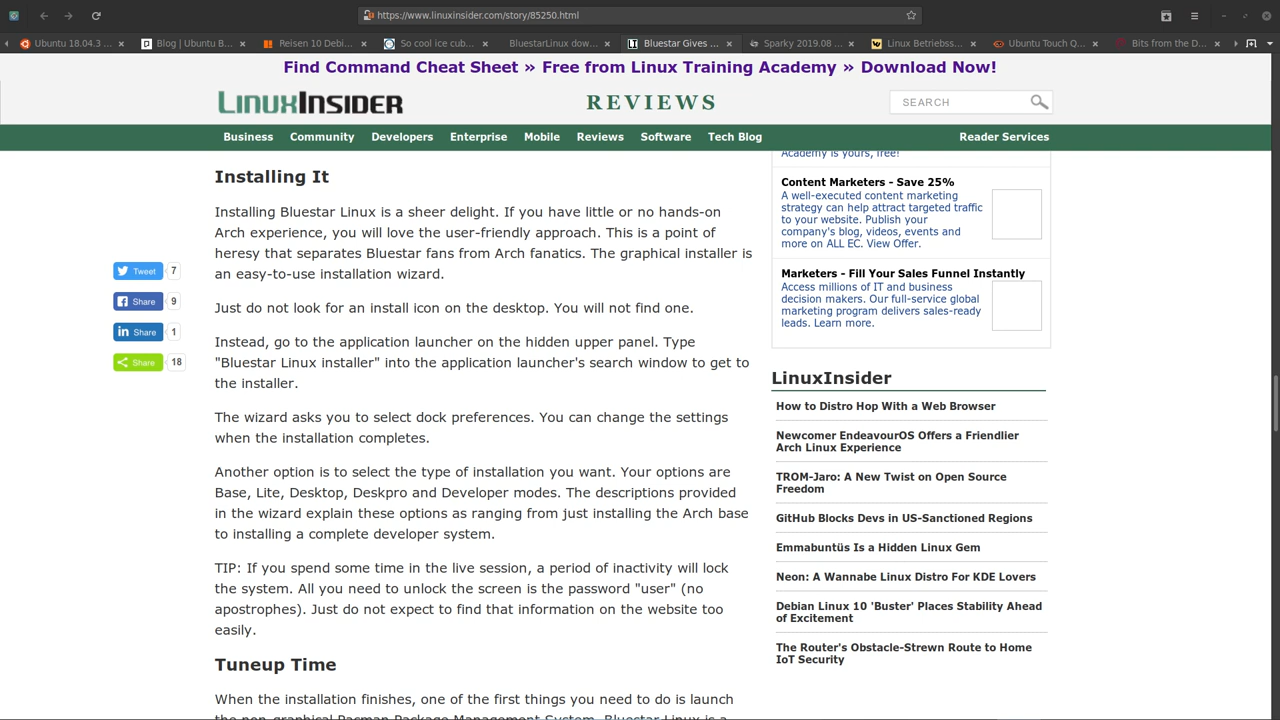 https://www.linuxinsider.com/story/85250.html
Ubuntu 18.04.3 ...
Blog | Ubuntu B...
Reisen 10 Debi...
So cool ice cub...
BluestarLinux dow...
Bluestar Gives ...
Sparky 2019.08 ...
Linux Betriebss...
Ubuntu Touch Q...
Bits from the D...
Find Command Cheat Sheet » Free from Linux Training Academy » Download Now!
LINUXINSIDER
REVIEWS
SEARCH
Business Community Developers Enterprise Mobile Reviews Software Tech Blog Reader Services
Installing It
Installing Bluestar Linux is a sheer delight. If you have little or no hands-on
Arch experience, you will love the user-friendly approach. This is a point of
heresy that separates Bluestar fans from Arch fanatics. The graphical installer is
an easy-to-use installation wizard.
Just do not look for an install icon on the desktop. You will not find one.
Instead, go to the application launcher on the hidden upper panel. Type
"Bluestar Linux installer" into the application launcher's search window to get to
the installer.
The wizard asks you to select dock preferences. You can change the settings
when the installation completes.
Another option is to select the type of installation you want. Your options are
Base, Lite, Desktop, Deskpro and Developer modes. The descriptions provided
in the wizard explain these options as ranging from just installing the Arch base
to installing a complete developer system.
TIP: If you spend some time in the live session, a period of inactivity will lock
the system. All you need to unlock the screen is the password "user" (no
apostrophes). Just do not expect to find that information on the website too
easily.
Tuneup Time
When the installation finishes, one of the first things you need to do is launch
the non-graphical Pacman Package Management System. Bluestar Linux is a
Tweet 7
Share 9
Share 1
Share 18
Academy is yours, free!
Content Marketers - Save 25%
A well-executed content marketing
strategy can help attract targeted traffic
to your website. Publish your
company's blog, videos, events and
more on ALL EC. View Offer.
Marketers - Fill Your Sales Funnel Instantly
Access millions of IT and business
decision makers. Our full-service global
marketing program delivers sales-ready
leads. Learn more.
LinuxInsider
How to Distro Hop With a Web Browser
Newcomer EndeavourOS Offers a Friendlier
Arch Linux Experience
TROM-Jaro: A New Twist on Open Source
Freedom
GitHub Blocks Devs in US-Sanctioned Regions
Emmabuntüs Is a Hidden Linux Gem
Neon: A Wannabe Linux Distro For KDE Lovers
Debian Linux 10 'Buster' Places Stability Ahead
of Excitement
The Router's Obstacle-Strewn Route to Home
IoT Security